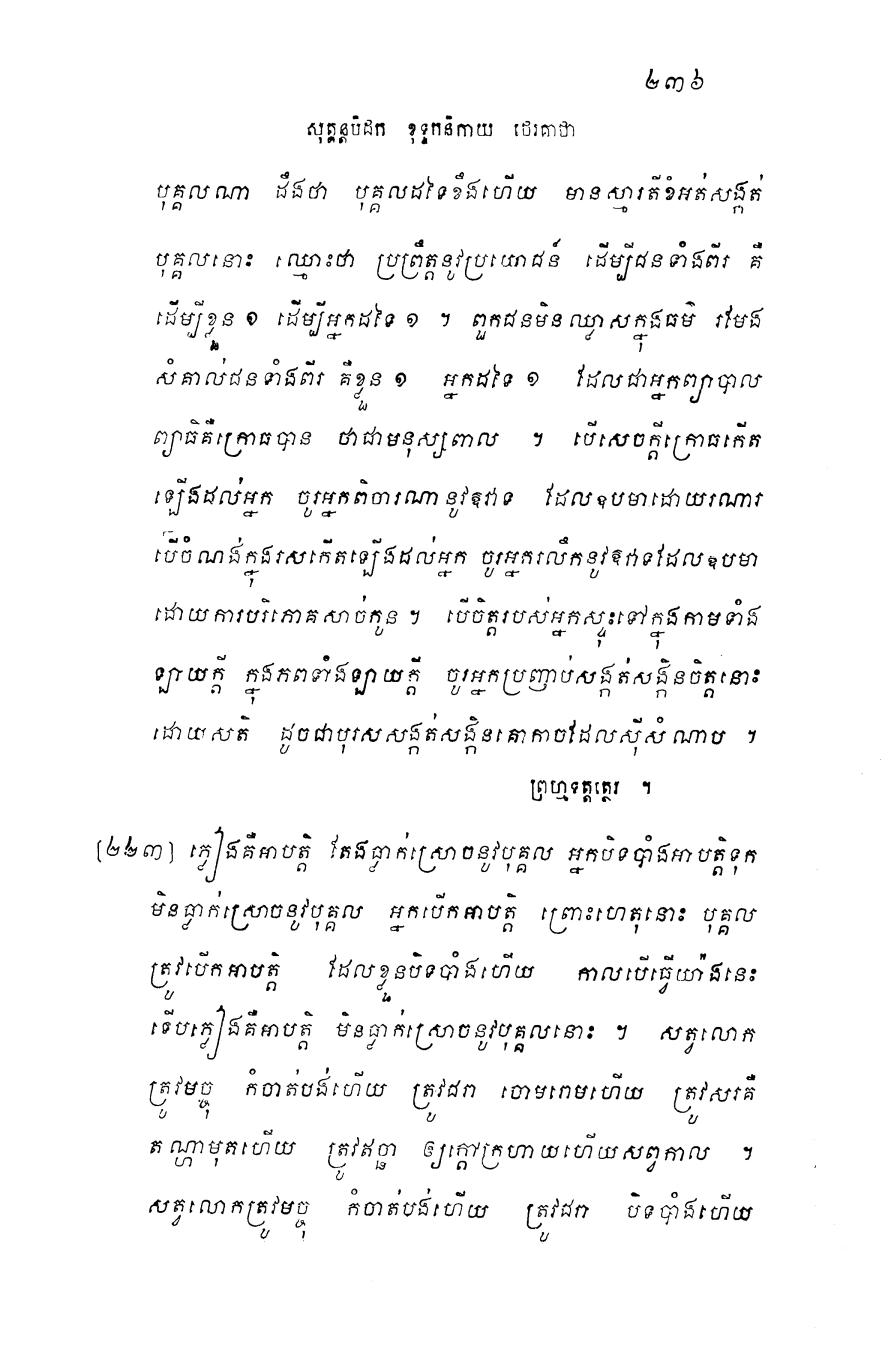 ២៣៦
សុត្តន្តបិដក ខុទ្ទកនិកាយ ថេរគាថា
បុគ្គលណា ដឹងថា បុគ្គលដទៃខឹងហើយ មានស្មារតីខំអត់សង្កត់
បុគ្គលនោះ ឈ្មោះថា ប្រព្រឹត្តនូវប្រយោជន៍ ដើម្បីជនទាំងពីរ គឺ
ដើម្បីខ្លួន ១ ដើម្បីអ្នកដទៃ ១ ។ ពួកជនមិនឈ្លាសក្នុងធម៌ រមែង
សំគាល់ជនទាំងពីរ គឺខ្លួន ១ អ្នកដទៃ ១ ដែលជាអ្នកព្យាបាល
ព្យាធិគឺក្រោធបាន ថាជាមនុស្សពាល ។ បើសេចក្តីក្រោធកើត
ឡើងដល់អ្នក ចូរអ្នកពិចារណានូវឱវាទ ដែលឧបមាដោយរណារ
បើចំណង់ក្នុងរសកើតឡើងដល់អ្នក ចូរអ្នករលឹកនូវឱវាទដែលឧបមា
ដោយការបរិភោគសាច់កូន ។ បើចិត្តរបស់អ្នកស្ទុះទៅក្នុងកាមទាំង
ឡាយក្តី ក្នុងភពទាំងឡាយក្តី ចូរអ្នកប្រញាប់សង្កត់សង្កិនចិត្តនោះ
ដោយសតិ ដូចជាបុរសសង្កត់សង្កិនគោកាចដែលស៊ីសំណាប ។
ព្រហ្មទត្តត្ថេរ ។
[២២៣] ភ្លៀងគឺអាបត្តិ តែងធ្លាក់ស្រោចនូវបុគ្គល អ្នកបិទបាំងអាបត្តិទុក
មិនធ្លាក់ស្រោចនូវបុគ្គល អ្នកបើកអាបត្តិ ព្រោះហេតុនោះ បុគ្គល
ត្រូវបើកអាបត្តិ ដែលខ្លួនបិទបាំងហើយ កាលបើធ្វើយ៉ាងនេះ
ទើបភ្លៀងគឺអាបត្តិ មិនធ្លាក់ស្រោចនូវបុគ្គលនោះ ។ សត្វលោក
ត្រូវមច្ចុ កំចាត់បង់ហើយ ត្រូវជរា ចោមរោមហើយ ត្រូវសរគឺ
តណ្ហាមុតហើយ ត្រូវឥច្ឆា ឲ្យក្តៅក្រហាយហើយសព្វកាល ។
សត្វលោកត្រូវមច្ចុ កំចាត់បង់ហើយ ត្រូវជរា បិទបាំងហើយ